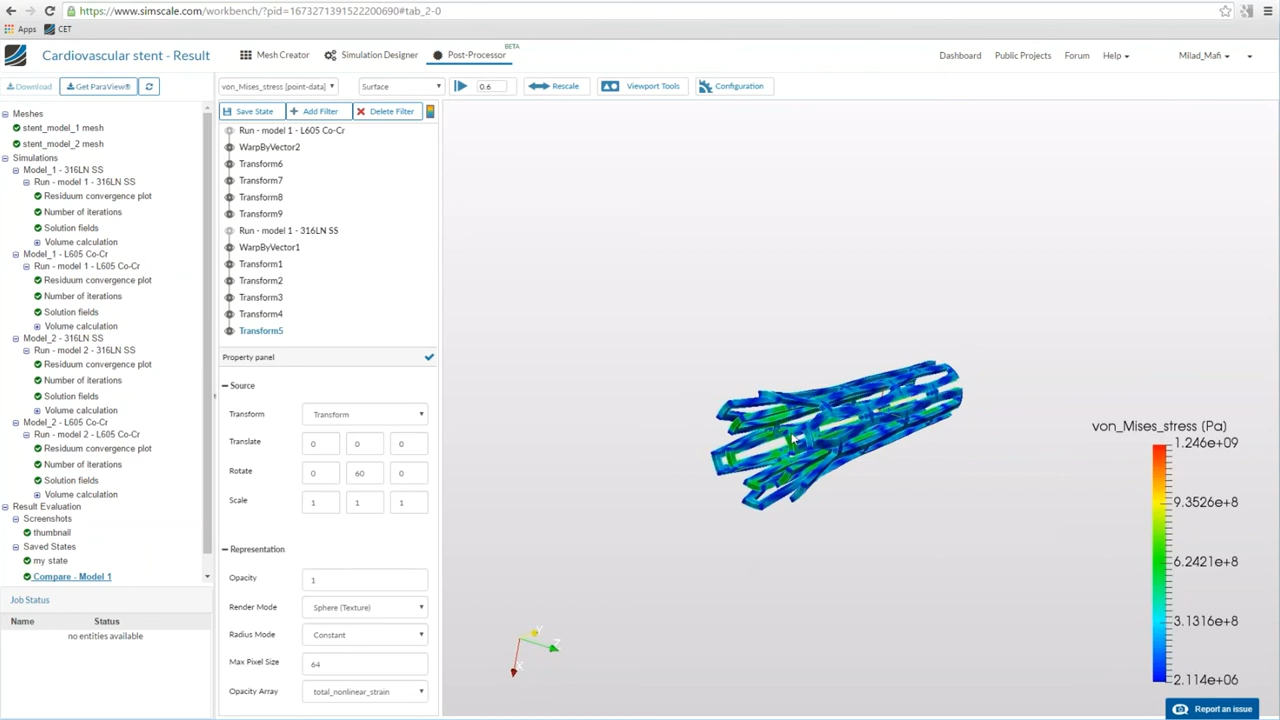 https://www.simscale.com/workbench/?pid=1673271391522200690#tab_2-0
Apps CET
Cardiovascular stent - Result Mesh Creator Simulation Designer Post-Processor BETA Dashboard Public Projects Forum Help Milad_Mafi
Download Get ParaView® von_Mises_stress [point-data] Surface 0.6 Rescale Viewport Tools Configuration
Save State Add Filter Delete Filter
Meshes
stent_model_1 mesh
stent_model_2 mesh
Simulations
Model_1 - 316LN SS
Run - model 1 - 316LN SS
Residuum convergence plot
Number of iterations
Solution fields
Volume calculation
Model_1 - L605 Co-Cr
Run - model 1 - L605 Co-Cr
Residuum convergence plot
Number of iterations
Solution fields
Volume calculation
Model_2 - 316LN SS
Run - model 2 - 316LN SS
Residuum convergence plot
Number of iterations
Solution fields
Volume calculation
Model_2 - L605 Co-Cr
Run - model 2 - L605 Co-Cr
Residuum convergence plot
Number of iterations
Solution fields
Volume calculation
Result Evaluation
Screenshots
thumbnail
Saved States
my state
Compare - Model 1
Job Status
Name Status
no entities available
Run - model 1 - L605 Co-Cr
WarpByVector2
Transform6
Transform7
Transform8
Transform9
Run - model 1 - 316LN SS
WarpByVector1
Transform1
Transform2
Transform3
Transform4
Transform5
Property panel
Source
Transform Transform
Translate 0 0 0
Rotate 0 60 0
Scale 1 1 1
Representation
Opacity 1
Render Mode Sphere (Texture)
Radius Mode Constant
Max Pixel Size 64
Opacity Array total_nonlinear_strain
von_Mises_stress (Pa)
1.246e+09
9.3526e+8
6.2421e+8
3.1316e+8
2.114e+06
Y
Z
X
Report an issue